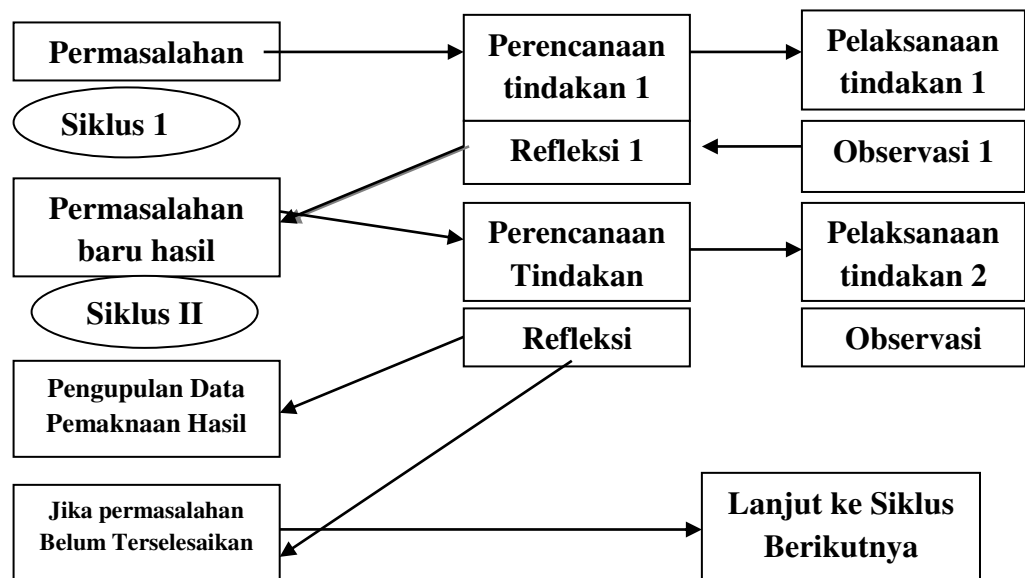 Permasalahan
Perencanaan
tindakan 1
Pelaksanaan
tindakan 1
Siklus 1
Refleksi 1
Observasi 1
Permasalahan
baru hasil
Perencanaan
Tindakan
Pelaksanaan
tindakan 2
Siklus II
Refleksi
Observasi
Pengupulan Data
Pemaknaan Hasil
Jika permasalahan
Belum Terselesaikan
Lanjut ke Siklus
Berikutnya